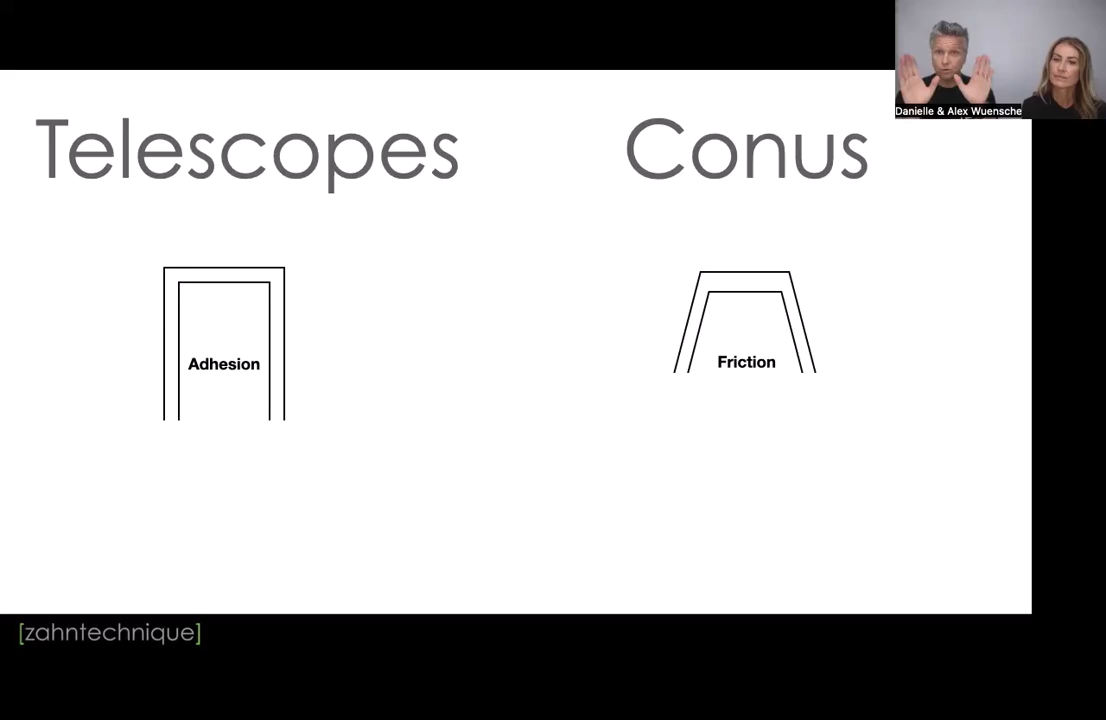 Danielle & Alex Wuensche
Telescopes
Conus
Adhesion
Friction
[zahntechnique]